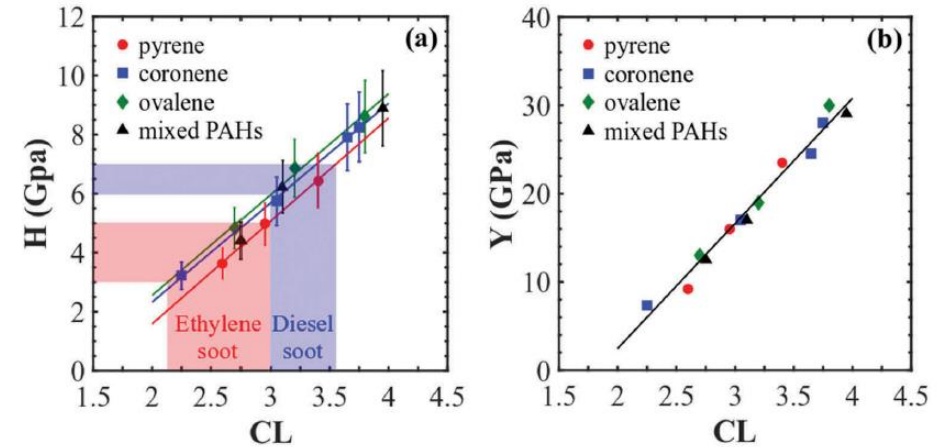 (a)
pyrene
coronene
ovalene
mixed PAHs
H (Gpa)
12
10
8
6
4
2
0
Ethylene soot
Diesel soot
1.5 2 2.5 3 3.5 4 4.5
CL
(b)
pyrene
coronene
ovalene
mixed PAHs
Y (GPa)
40
30
20
10
0
1.5 2 2.5 3 3.5 4 4.5
CL